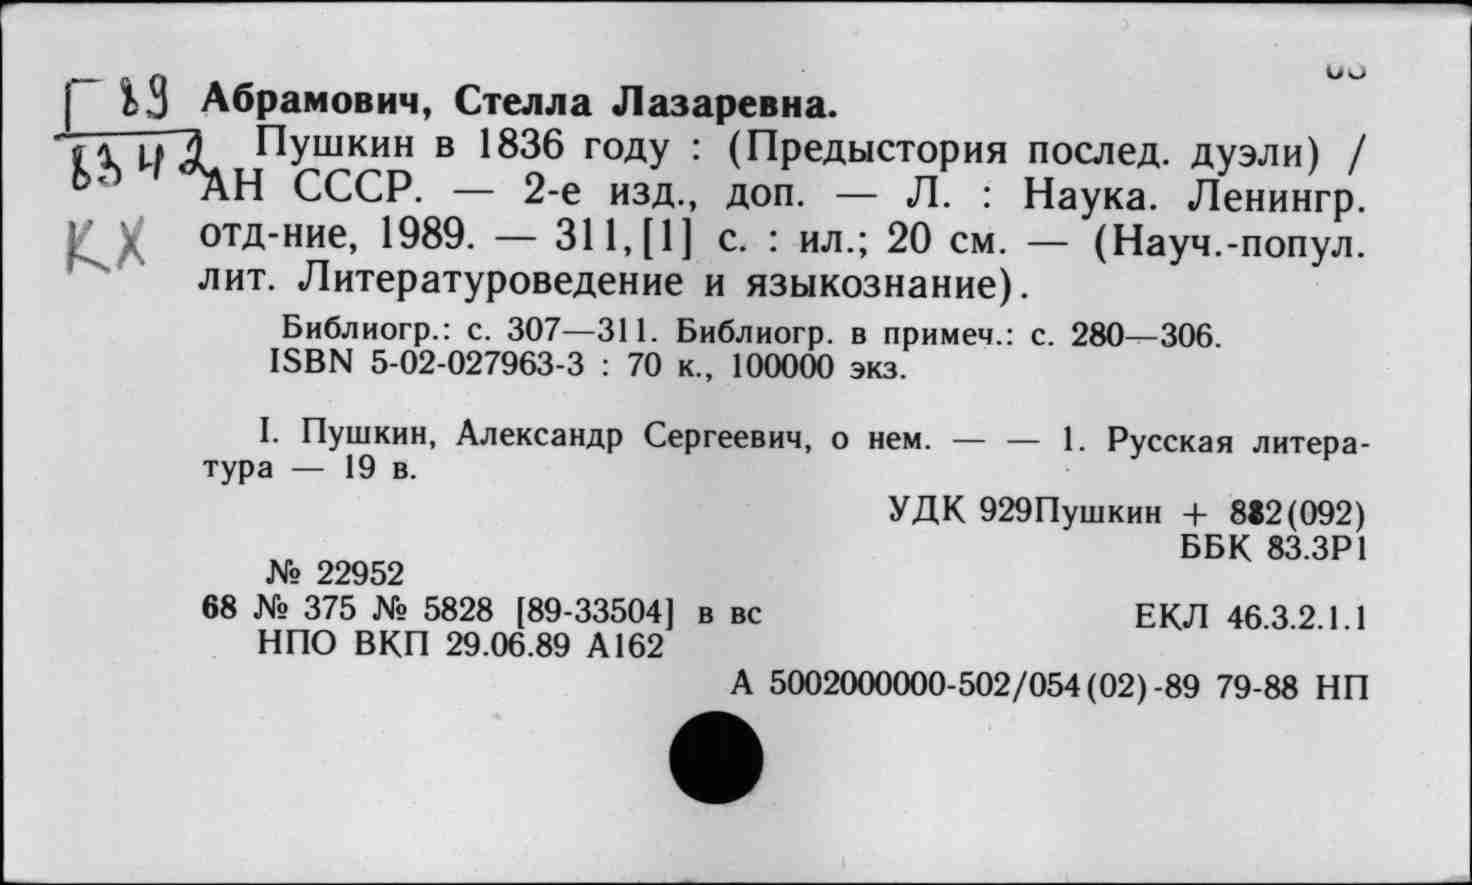 Абрамович, Стелла Лазаревна.
Пушкин в 1836 году : (Предыстория послед. дуэли) /
АН СССР. — 2-е изд., доп. — Л. : Наука. Ленингр.
КХ отд-ние, 1989. — 311, [1] с. : ил.; 20 см. — (Науч.-попул.
лит. Литературоведение и языкознание).
Библиогр.: с. 307—311. Библиогр. в примеч.: с. 280—306.
ISBN 5-02-027963-3 : 70 к., 100000 экз.
I. Пушкин, Александр Сергеевич, о нем. — — 1. Русская литера-
тура — 19 в.
УДК 929Пушкин + 882(092)
ББК 83.3Р1
№ 22952
68 № 375 № 5828 [89-33504] в вс
ЕКЛ 46.3.2.1.1
НПО ВКП 29.06.89 А162
А 5002000000-502/054(02)-89 79-88 НП